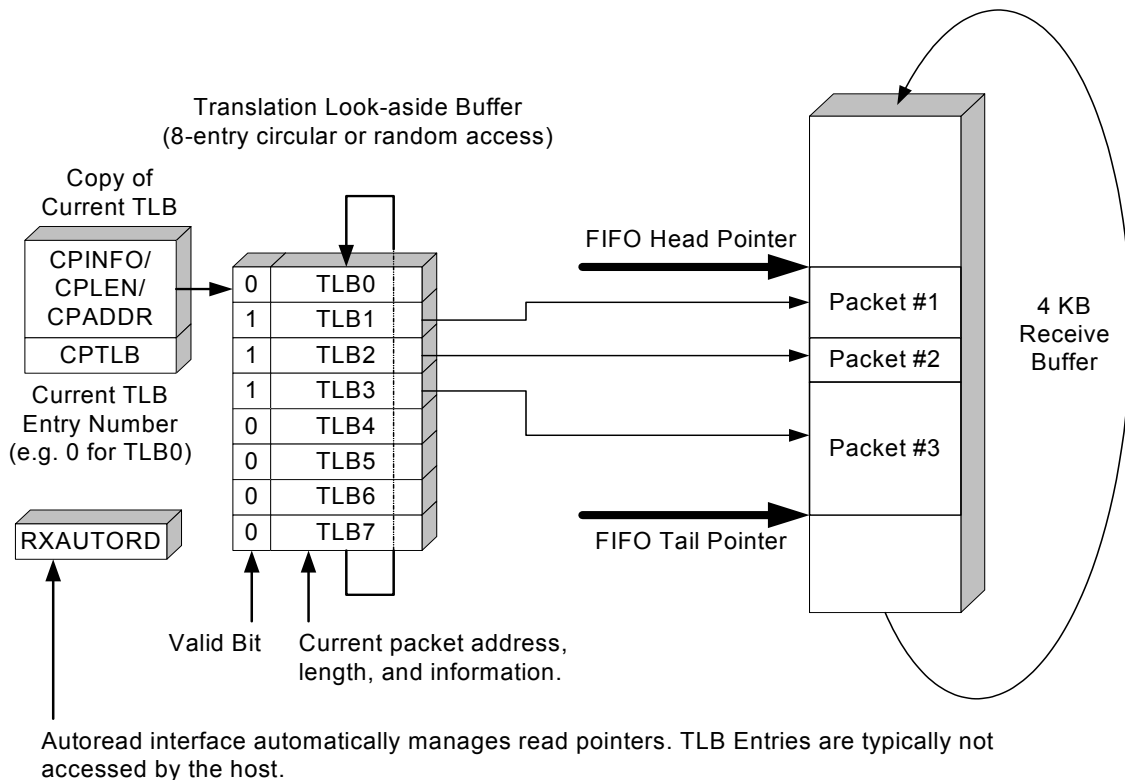 Translation Look-aside Buffer
(8-entry circular or random access)
Copy of
Current TLB
CPINFO/
CPLEN/
CPADDR
CPTLB
Current TLB
Entry Number
(e.g. 0 for TLB0)
RXAUTORD
0 TLB0
1 TLB1
1 TLB2
1 TLB3
0 TLB4
0 TLB5
0 TLB6
0 TLB7
Valid Bit
Current packet address,
length, and information.
FIFO Head Pointer
FIFO Tail Pointer
Packet #1
Packet #2
Packet #3
4 KB
Receive
Buffer
Autoread interface automatically manages read pointers. TLB Entries are typically not
accessed by the host.